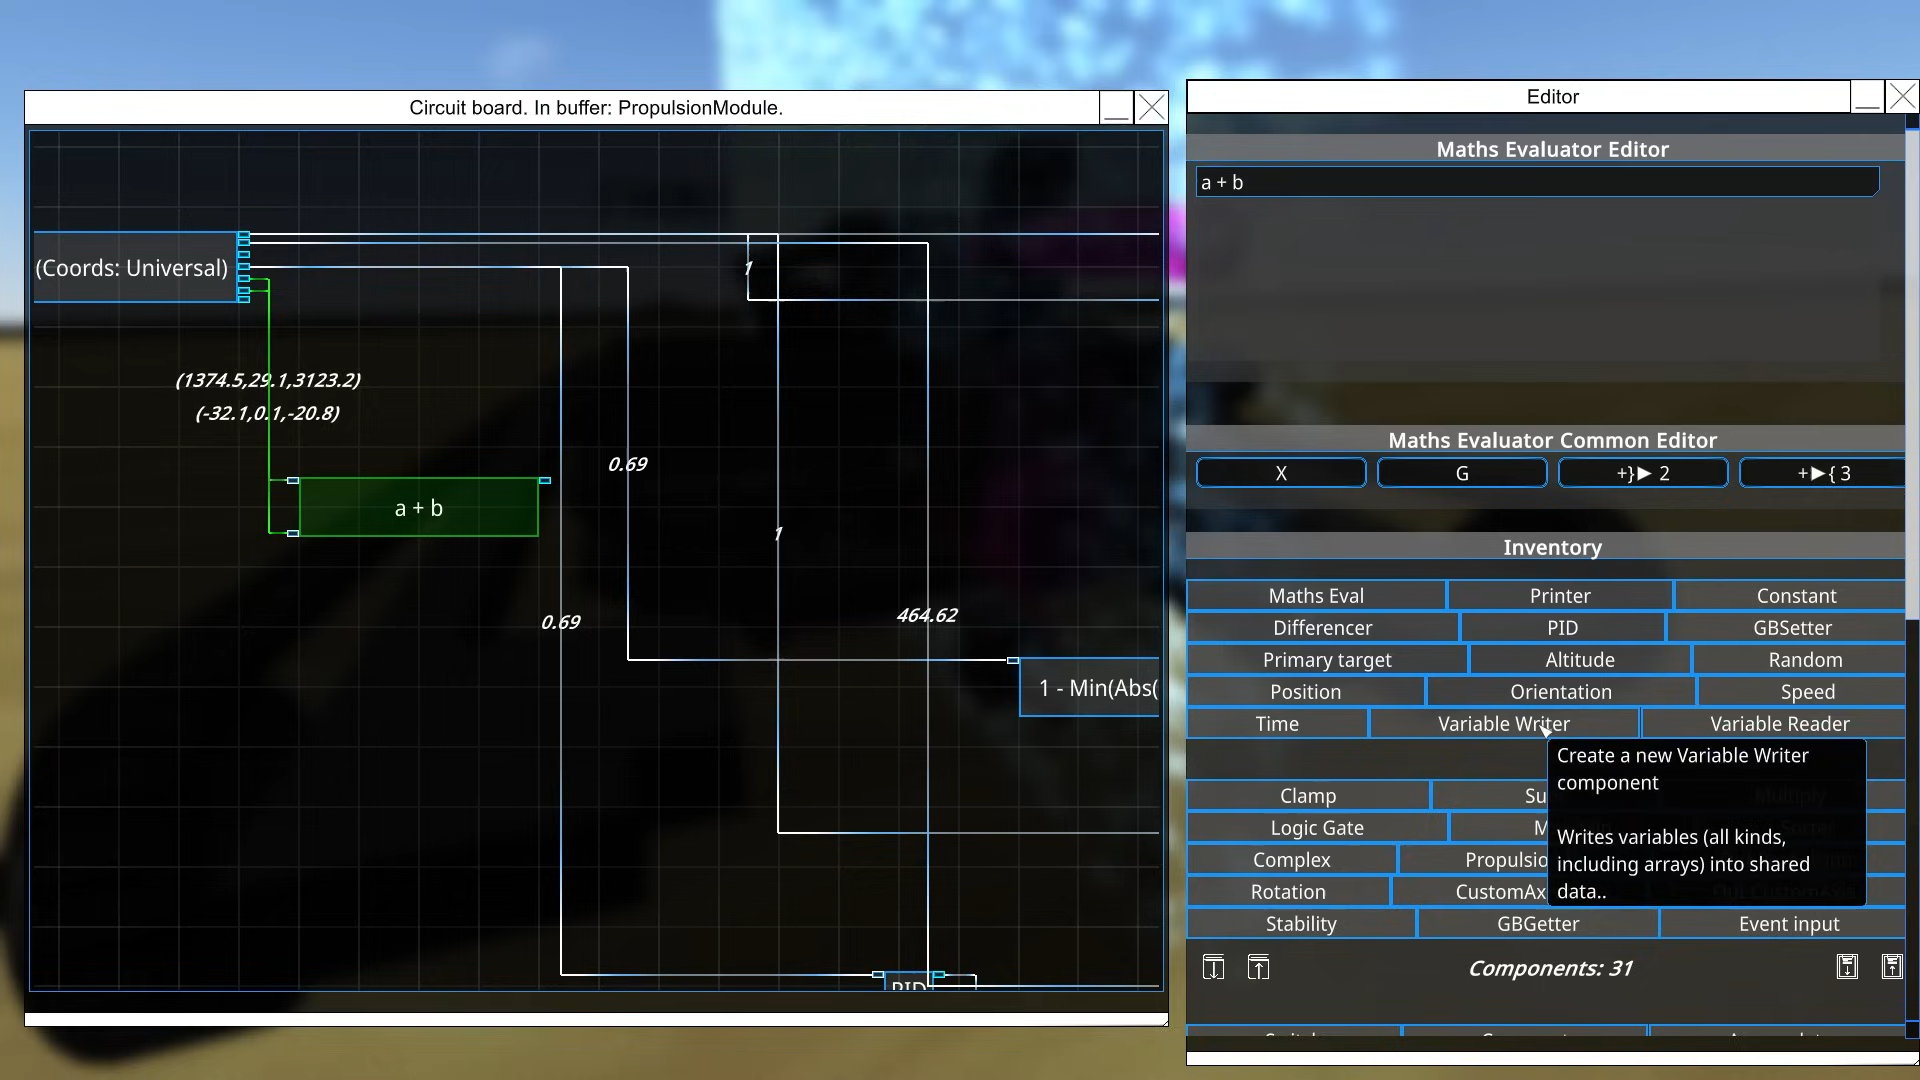 Circuit board. In buffer: PropulsionModule.
(Coords: Universal)
1
(1374.5,29.1,3123.2)
(-32.1,0.1,-20.8)
0.69
a + b
1
0.69
464.62
1 - Min(Abs(
PID
Editor
Maths Evaluator Editor
a + b
Maths Evaluator Common Editor
X G +}▶ 2 +▶{ 3
Inventory
Maths Eval Printer Constant
Differencer PID GBSetter
Primary target Altitude Random
Position Orientation Speed
Time Variable Writer Variable Reader
Create a new Variable Writer
component
Writes variables (all kinds,
including arrays) into shared
data..
Clamp Su Multiply
Logic Gate M
Complex Propulsio
Rotation CustomAx
Stability GBGetter Event input
Components: 31